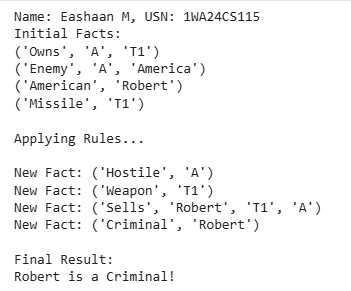 Name: Eashaan M, USN: 1WA24CS115
Initial Facts:
('Owns', 'A', 'T1')
('Enemy', 'A', 'America')
('American', 'Robert')
('Missile', 'T1')
Applying Rules...
New Fact: ('Hostile', 'A')
New Fact: ('Weapon', 'T1')
New Fact: ('Sells', 'Robert', 'T1', 'A')
New Fact: ('Criminal', 'Robert')
Final Result:
Robert is a Criminal!